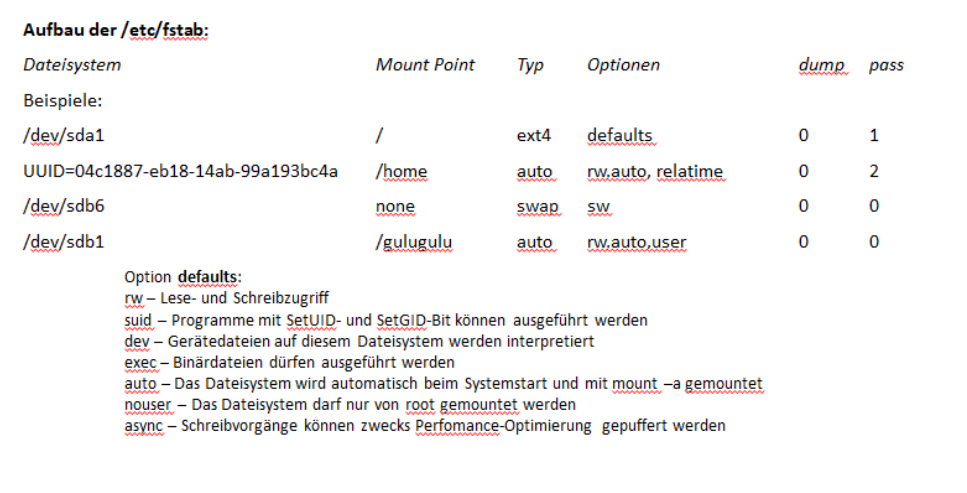 Aufbau der /etc/fstab:
Dateisystem Mount Point Typ Optionen dump pass
Beispiele:
/dev/sda1 / ext4 defaults 0 1
UUID=04c1887-eb18-14ab-99a193bc4a /home auto rw.auto, relatime 0 2
/dev/sdb6 none swap sw 0 0
/dev/sdb1 /gulugulu auto rw.auto,user 0 0
Option defaults:
rw – Lese- und Schreibzugriff
suid – Programme mit SetUID- und SetGID-Bit können ausgeführt werden
dev – Gerätedateien auf diesem Dateisystem werden interpretiert
exec – Binärdateien dürfen ausgeführt werden
auto – Das Dateisystem wird automatisch beim Systemstart und mit mount –a gemountet
nouser – Das Dateisystem darf nur von root gemountet werden
async – Schreibvorgänge können zwecks Perfomance-Optimierung gepuffert werden